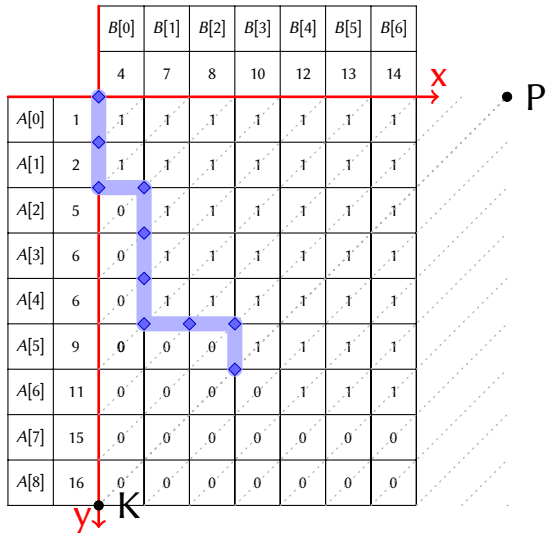 B[0] B[1] B[2] B[3] B[4] B[5] B[6]
4 7 8 10 12 13 14
x
P
A[0] 1 1 1 1 1 1 1 1
A[1] 2 1 1 1 1 1 1 1
A[2] 5 0 1 1 1 1 1 1
A[3] 6 0 1 1 1 1 1 1
A[4] 6 0 1 1 1 1 1 1
A[5] 9 0 0 0 1 1 1 1
A[6] 11 0 0 0 0 1 1 1
A[7] 15 0 0 0 0 0 0 0
A[8] 16 0 0 0 0 0 0 0
y K